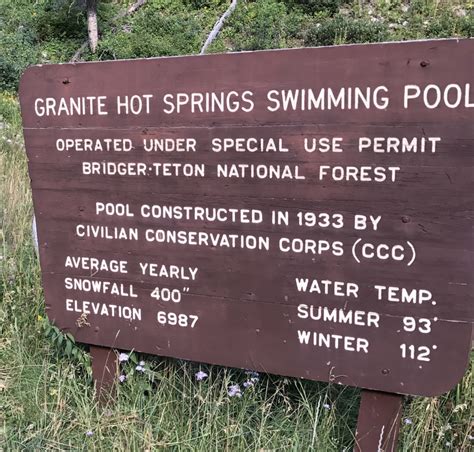 GRANITE HOT SPRINGS SWIMMING POOL
OPERATED UNDER SPECIAL USE PERMIT
BRIDGER-TETON NATIONAL FOREST
POOL CONSTRUCTED IN 1933 BY
CIVILIAN CONSERVATION CORPS (CCC)
AVERAGE YEARLY
SNOWFALL 400"
ELEVATION 6987
WATER TEMP.
SUMMER 93°
WINTER 112°